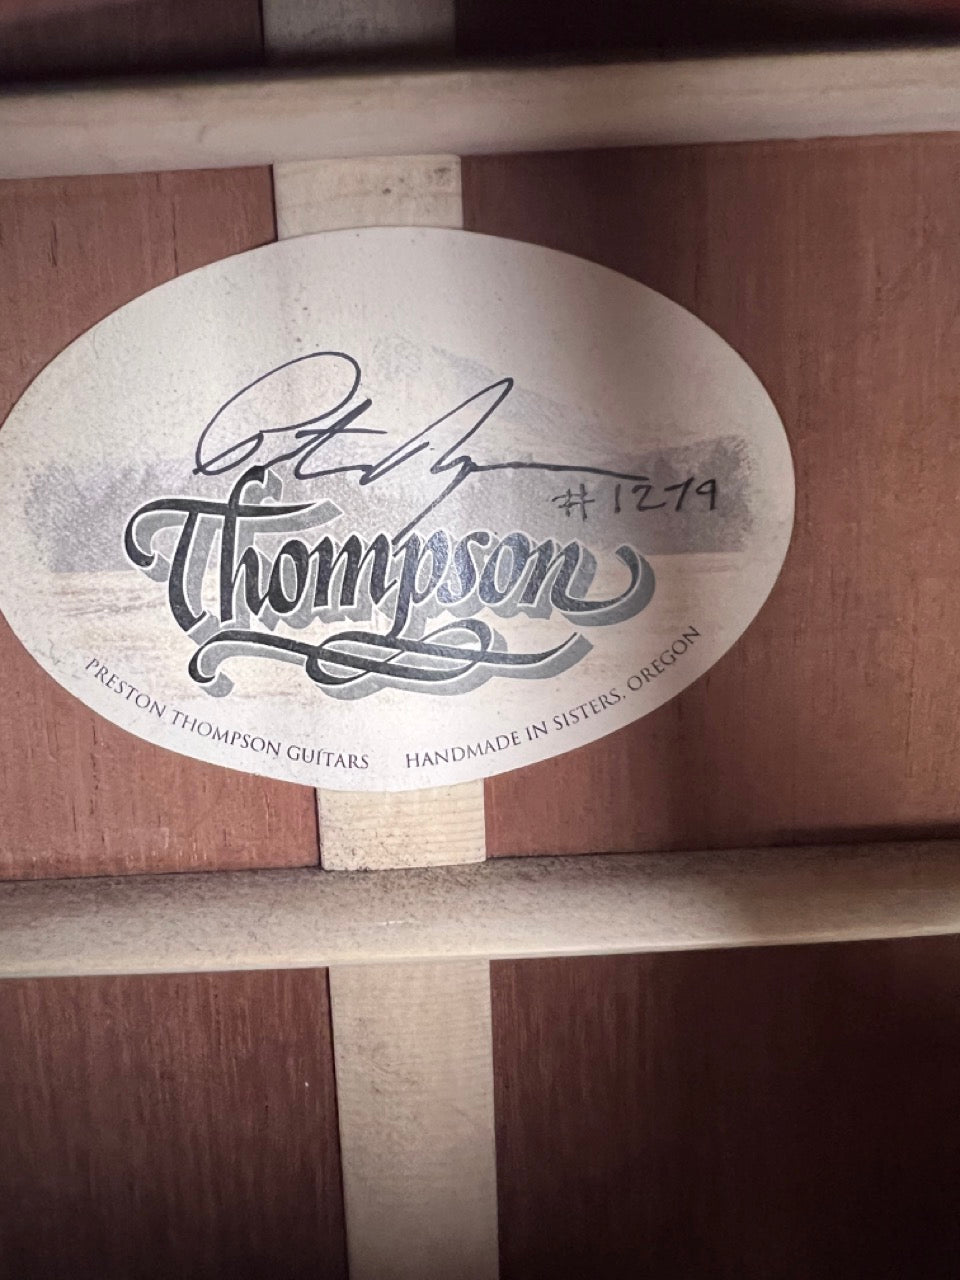 #1279
Thompson
PRESTON THOMPSON GUITARS HANDMADE IN SISTERS, OREGON